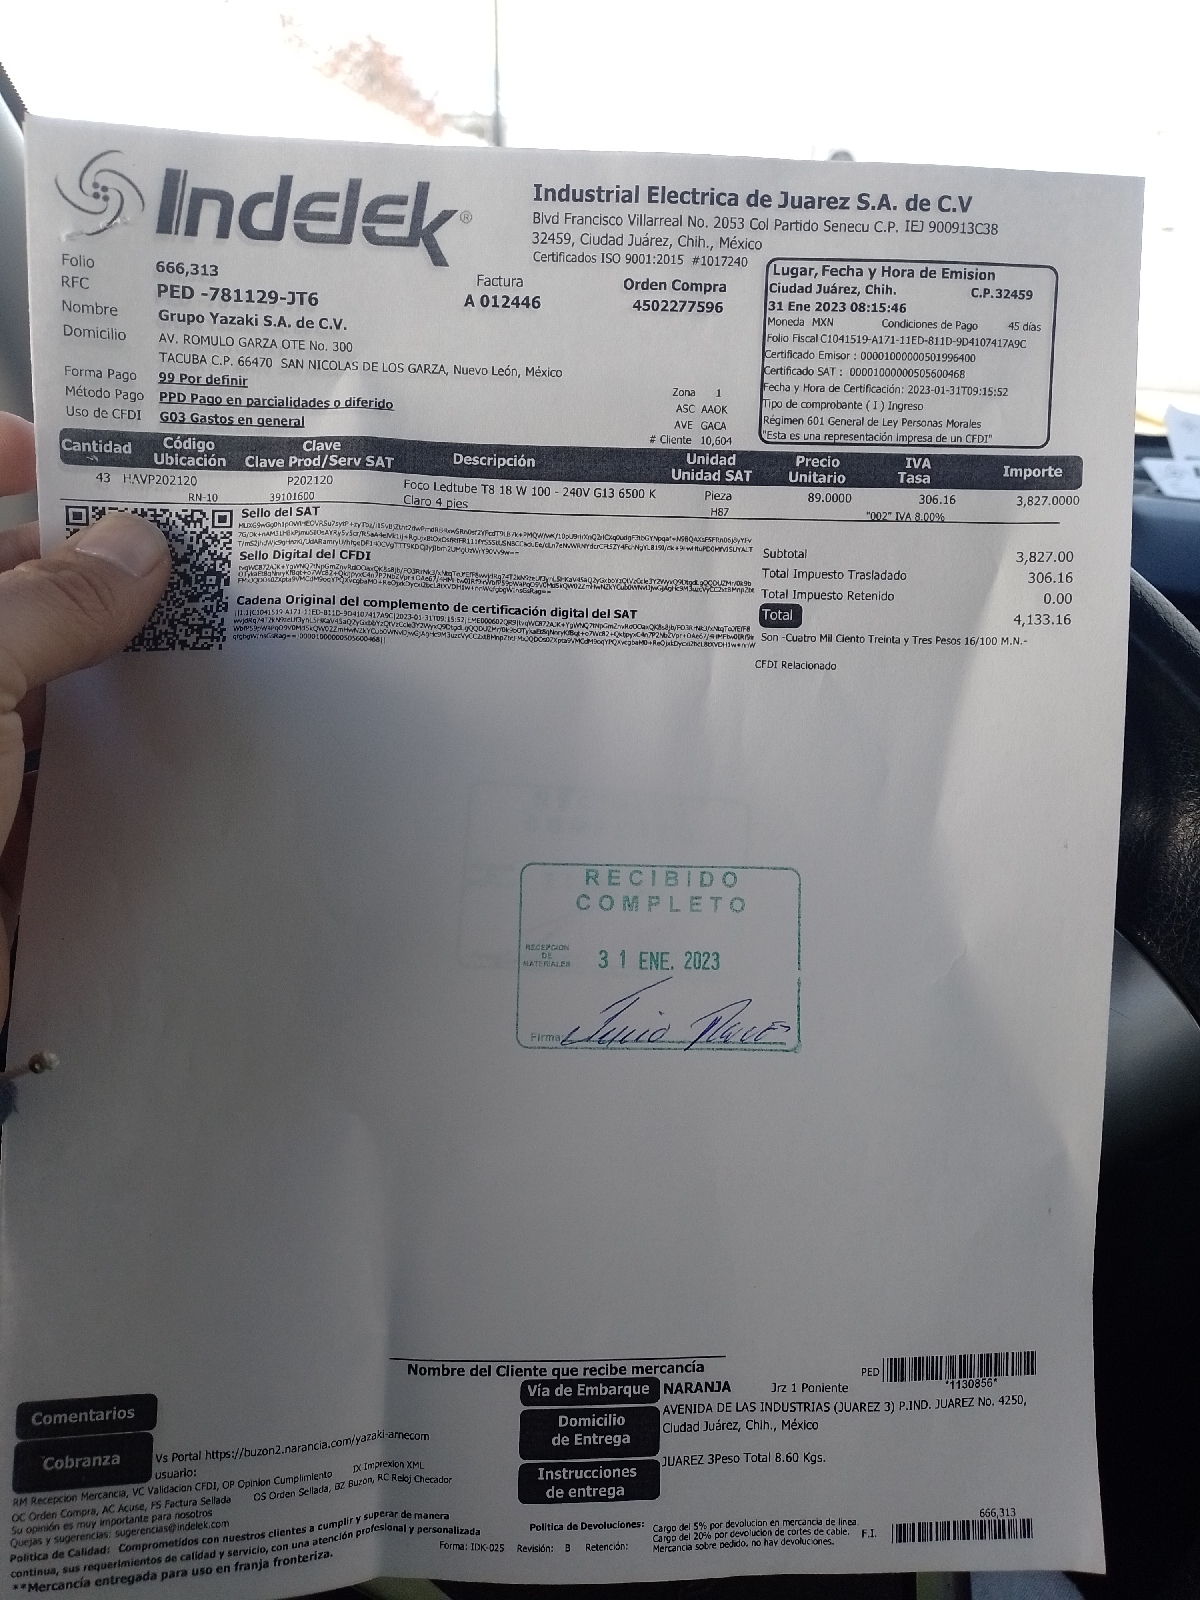 Indelek®
Industrial Electrica de Juarez S.A. de C.V
Blvd Francisco Villarreal No. 2053 Col Partido Senecu C.P. IEJ 900913C38
32459, Ciudad Juárez, Chih., México
Certificados ISO 9001:2015 #1017240
Folio 666,313
RFC PED -781129-JT6
Nombre Grupo Yazaki S.A. de C.V.
Domicilio AV. ROMULO GARZA OTE No. 300
TACUBA C.P. 66470 SAN NICOLAS DE LOS GARZA, Nuevo León, México
Forma Pago 99 Por definir
Método Pago PPD Pago en parcialidades o diferido
Uso de CFDI G03 Gastos en general
Factura
A 012446
Orden Compra
4502277596
Zona 1
ASC AAOK
AVE GACA
# Cliente 10,604
Lugar, Fecha y Hora de Emision
Ciudad Juárez, Chih. C.P.32459
31 Ene 2023 08:15:46
Moneda MXN Condiciones de Pago 45 días
Folio Fiscal C1041519-A171-11ED-811D-9D4107417A9C
Certificado Emisor : 00001000000501996400
Certificado SAT : 00001000000505600468
Fecha y Hora de Certificación: 2023-01-31T09:15:52
Tipo de comprobante ( I ) Ingreso
Régimen 601 General de Ley Personas Morales
"Esta es una representación impresa de un CFDI"
Cantidad Código Ubicación Clave Clave Prod/Serv SAT Descripción Unidad Unidad SAT Precio Unitario IVA Tasa Importe
43 HAVP202120 P202120 Foco Ledtube T8 18 W 100 - 240V G13 6500 K Pieza 89.0000 306.16 3,827.0000
RN-10 39101600 Claro 4 pies H87 "002" IVA 8.00%
Sello del SAT
Sello Digital del CFDI
Cadena Original del complemento de certificación digital del SAT
Subtotal 3,827.00
Total Impuesto Trasladado 306.16
Total Impuesto Retenido 0.00
Total 4,133.16
Son -Cuatro Mil Ciento Treinta y Tres Pesos 16/100 M.N.-
CFDI Relacionado
RECIBIDO
COMPLETO
RECEPCION
DE
MATERIALES
31 ENE. 2023
Firma:
Nombre del Cliente que recibe mercancía
Vía de Embarque NARANJA Jrz 1 Poniente
PED *1130856*
Domicilio de Entrega AVENIDA DE LAS INDUSTRIAS (JUAREZ 3) P.IND. JUAREZ No. 4250,
Ciudad Juárez, Chih., México
Instrucciones de entrega JUAREZ 3Peso Total 8.60 Kgs.
Comentarios
Cobranza Vs Portal https://buzon2.narancia.com/yazaki-amecom
usuario:
RM Recepcion Mercancia, VC Validacion CFDI, OP Opinion Cumplimiento IX Imprexion XML
OC Orden Compra, AC Acuse, FS Factura Sellada OS Orden Sellada, BZ Buzon, RC Reloj Checador
Su opinión es muy importante para nosotros
Quejas y sugerencias: sugerencias@indelek.com
Política de Calidad: Comprometidos con nuestros clientes a cumplir y superar de manera
continua, sus requerimientos de calidad y servicio, con una atención profesional y personalizada
**Mercancía entregada para uso en franja fronteriza.
Forma: IDK-025 Revisión: B Retención:
Política de Devoluciones: Cargo del 5% por devolucion en mercancia de linea.
Cargo del 20% por devolucion de cortes de cable.
Mercancia sobre pedido, no hay devoluciones.
F.I. 666,313